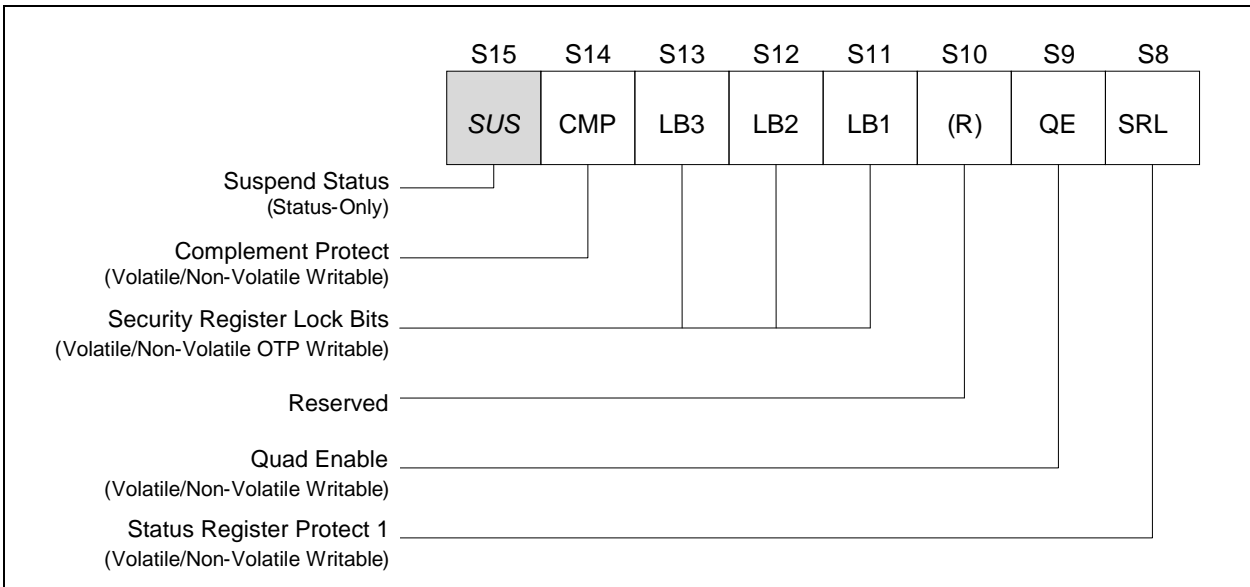 S15 S14 S13 S12 S11 S10 S9 S8
SUS CMP LB3 LB2 LB1 (R) QE SRL
Suspend Status
(Status-Only)
Complement Protect
(Volatile/Non-Volatile Writable)
Security Register Lock Bits
(Volatile/Non-Volatile OTP Writable)
Reserved
Quad Enable
(Volatile/Non-Volatile Writable)
Status Register Protect 1
(Volatile/Non-Volatile Writable)